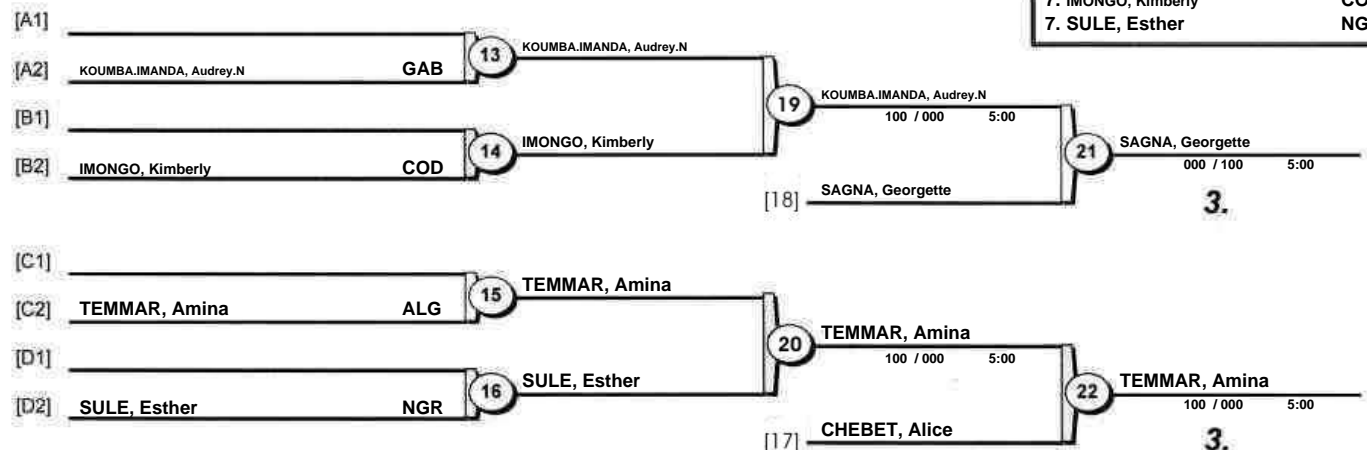 7. IMONGO, Kimberly
7. SULE, Esther
[A1]
[A2] KOUMBA.IMANDA, Audrey.N GAB
13 KOUMBA.IMANDA, Audrey.N
[B1]
[B2] IMONGO, Kimberly COD
14 IMONGO, Kimberly
19 KOUMBA.IMANDA, Audrey.N
100 / 000 5:00
[18] SAGNA, Georgette
21 SAGNA, Georgette
000 / 100 5:00
3.
[C1]
[C2] TEMMAR, Amina ALG
15 TEMMAR, Amina
[D1]
[D2] SULE, Esther NGR
16 SULE, Esther
20 TEMMAR, Amina
100 / 000 5:00
[17] CHEBET, Alice
22 TEMMAR, Amina
100 / 000 5:00
3.